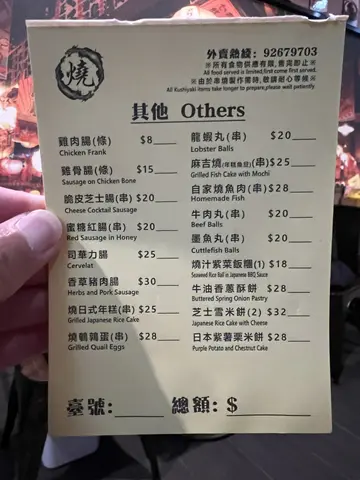 燒
外賣熱綫: 92679703
※所有食物供應有限,售完即止※
All food served is limited,first come first served.
※由於串燒製作需時,敬請耐心等候※
All Kushiyaki items take longer to prepare,please wait patiently
其他 Others
雞肉腸(條) $8
Chicken Frank
雞骨腸(條) $15
Sausage on Chicken Bone
脆皮芝士腸(串) $20
Cheese Cocktail Sausage
蜜糖紅腸(串) $20
Red Sausage in Honey
司華力腸 $25
Cervelat
香草豬肉腸 $30
Herbs and Pork Sausage
燒日式年糕(串) $25
Grilled Japanese Rice Cake
燒鵪鶉蛋(串) $28
Grilled Quail Eggs
龍蝦丸(串) $20
Lobster Balls
麻吉燒(年糕魚旋)(串) $25
Grilled Fish Cake with Mochi
自家燒魚肉(串) $28
Homemade Fish
牛肉丸(串) $20
Beef Balls
墨魚丸(串) $20
Cuttlefish Balls
燒汁紫菜飯糰(1) $18
Seaweed Rice Ball in Japanese BBQ Sauce
牛油香蔥酥餅 $28
Buttered Spring Onion Pastry
芝士雪米餅(2) $32
Japanese Rice Cake with Cheese
日本紫薯栗米餅 $28
Purple Potato and Chestnut Cake
臺號: 總額: $